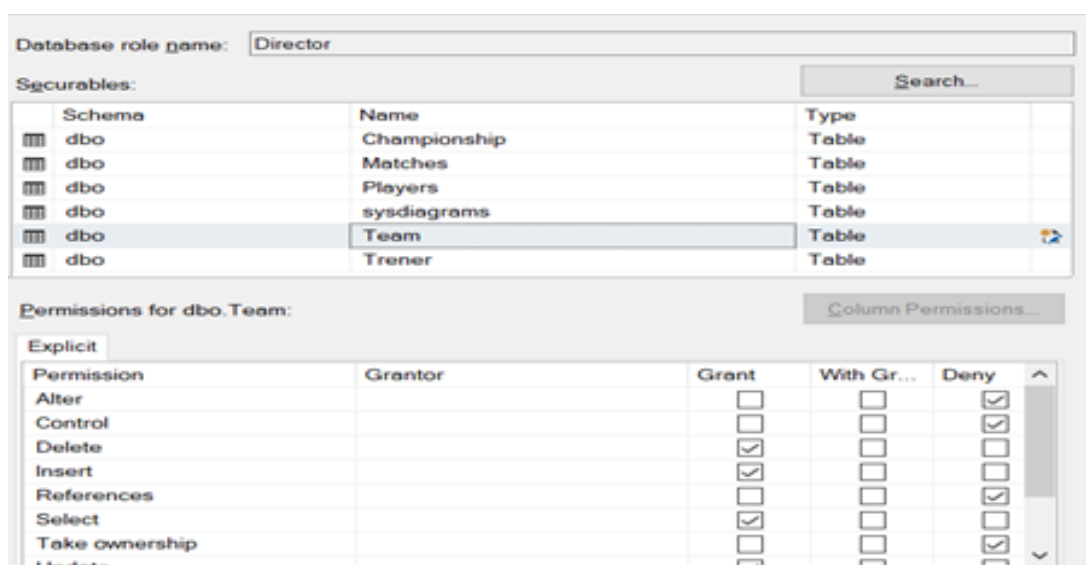 Database role name: Director
Securables: Search...
Schema Name Type
dbo Championship Table
dbo Matches Table
dbo Players Table
dbo sysdiagrams Table
dbo Team Table
dbo Trener Table
Permissions for dbo.Team: Column Permissions...
Explicit
Permission Grantor Grant With Gr... Deny
Alter
Control
Delete
Insert
References
Select
Take ownership